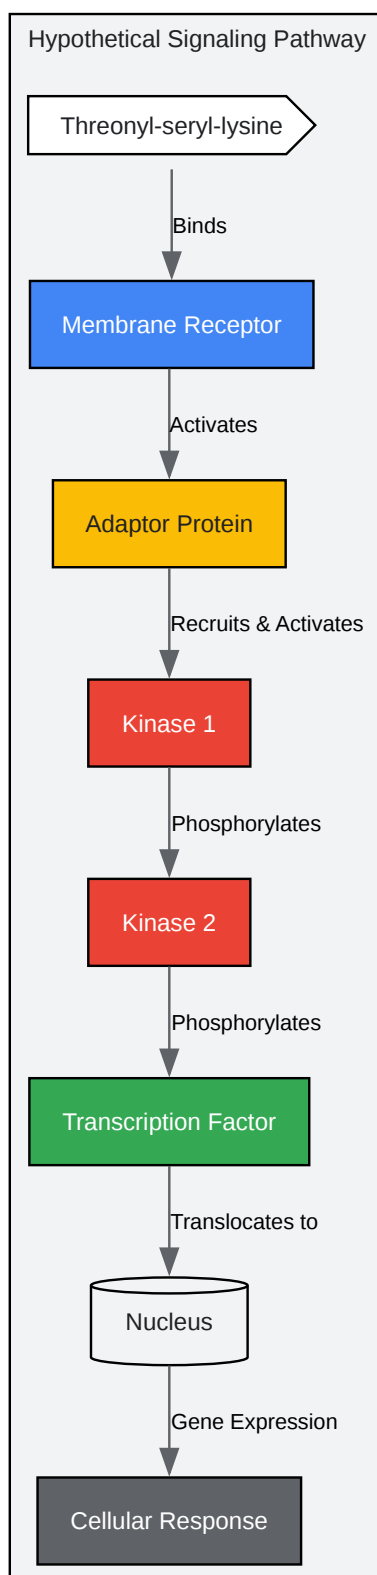 Hypothetical Signaling Pathway
Threonyl-seryl-lysine
Binds
Membrane Receptor
Activates
Adaptor Protein
Recruits & Activates
Kinase 1
Phosphorylates
Kinase 2
Phosphorylates
Transcription Factor
Translocates to
Nucleus
Gene Expression
Cellular Response